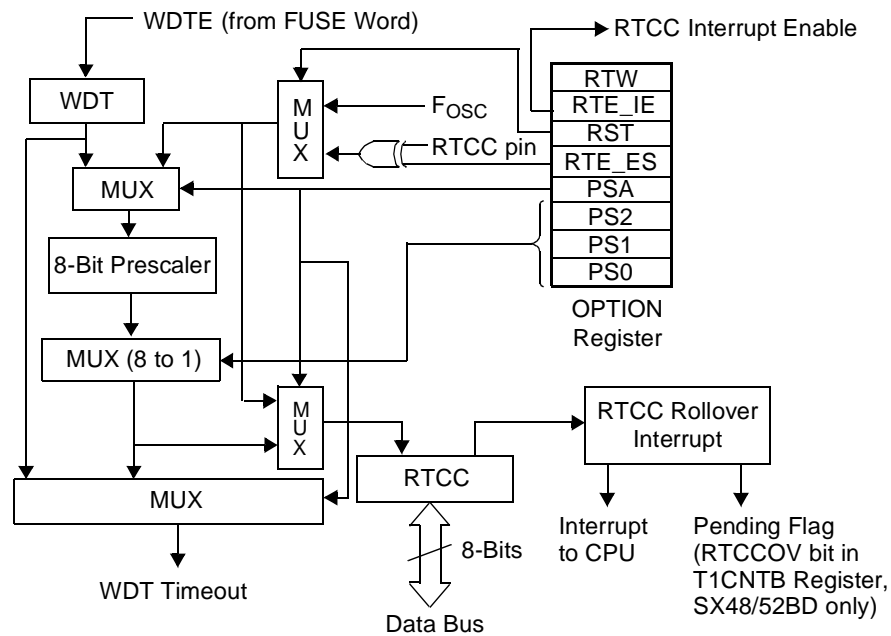 WDTE (from FUSE Word)
RTCC Interrupt Enable
WDT
M
U
X
FOSC
RTCC pin
RTW
RTE_IE
RST
RTE_ES
PSA
PS2
PS1
PS0
MUX
8-Bit Prescaler
OPTION
Register
MUX (8 to 1)
M
U
X
RTCC Rollover
Interrupt
RTCC
MUX
8-Bits
Interrupt
to CPU
Pending Flag
(RTCCOV bit in
T1CNTB Register,
SX48/52BD only)
WDT Timeout
Data Bus